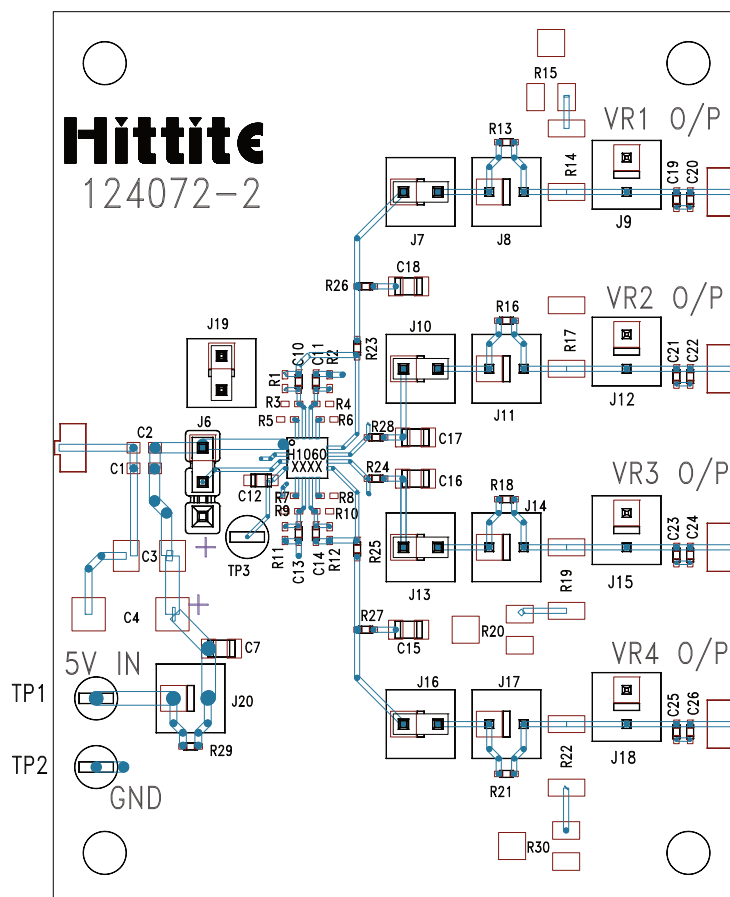 R15
Hittite
VR1 O/P
124072-2
R13
R14
C19
C20
J7
J8
J9
C18
R26
VR2 O/P
J19
J10
R16
R17
R23
C21
C22
C10
C11
R2
R1
R3
R4
J12
J11
R5
R6
J6
R28
C2
C17
H1060
XXXX
VR3 O/P
C1
R24
C12
C16
R7
R8
R18
R9
R10
J14
C23
C24
C3
R11
C13
C14
R12
R25
TP3
J13
J15
R19
C4
R27
R20
C15
C7
VR4 O/P
5V IN
TP1
J20
J16
J17
C25
C26
R29
R22
J18
TP2
R21
GND
R30